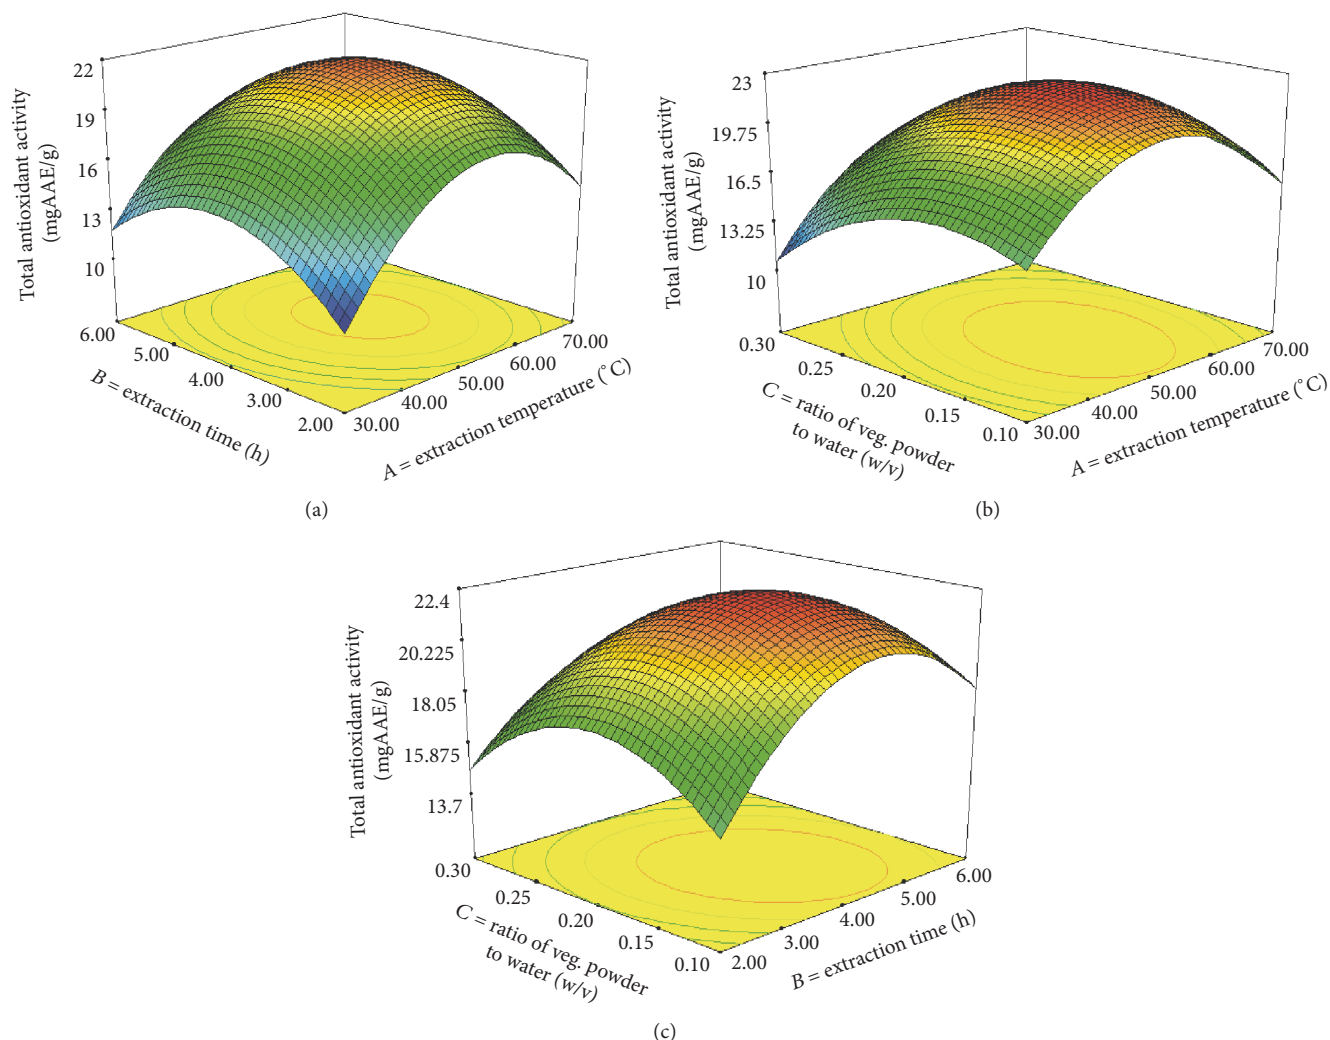 22
19
16
13
10
Total antioxidant activity
(mgAAE/g)
6.00
5.00
4.00
3.00
2.00
B = extraction time (h)
30.00
40.00
50.00
60.00
70.00
A = extraction temperature (°C)
(a)
23
19.75
16.5
13.25
10
Total antioxidant activity
(mgAAE/g)
0.30
0.25
0.20
0.15
0.10
C = ratio of veg. powder
to water (w/v)
30.00
40.00
50.00
60.00
70.00
A = extraction temperature (°C)
(b)
22.4
20.225
18.05
15.875
13.7
Total antioxidant activity
(mgAAE/g)
0.30
0.25
0.20
0.15
0.10
C = ratio of veg. powder
to water (w/v)
2.00
3.00
4.00
5.00
6.00
B = extraction time (h)
(c)